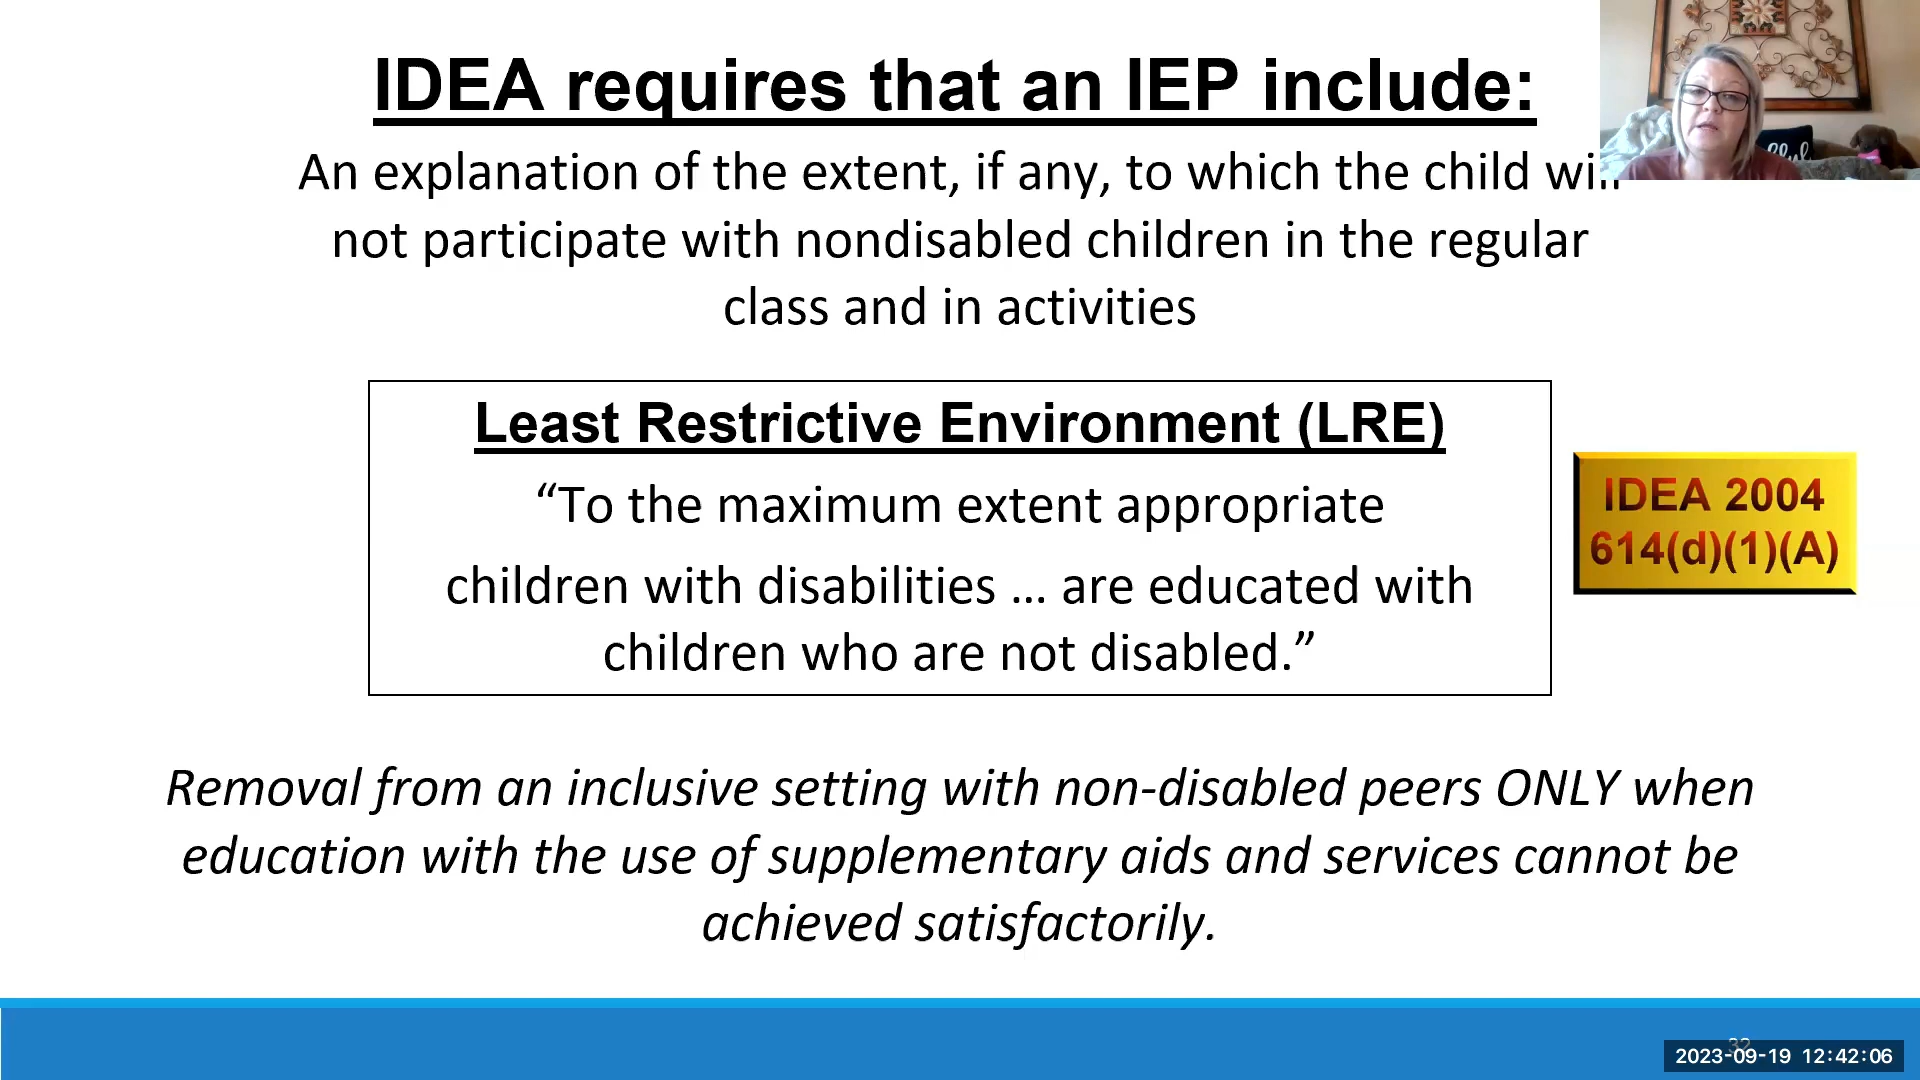 IDEA requires that an IEP include:
An explanation of the extent, if any, to which the child will
not participate with nondisabled children in the regular
class and in activities
Least Restrictive Environment (LRE)
“To the maximum extent appropriate
children with disabilities ... are educated with
children who are not disabled.”
IDEA 2004
614(d)(1)(A)
Removal from an inclusive setting with non-disabled peers ONLY when
education with the use of supplementary aids and services cannot be
achieved satisfactorily.
2023-09-19 12:42:06